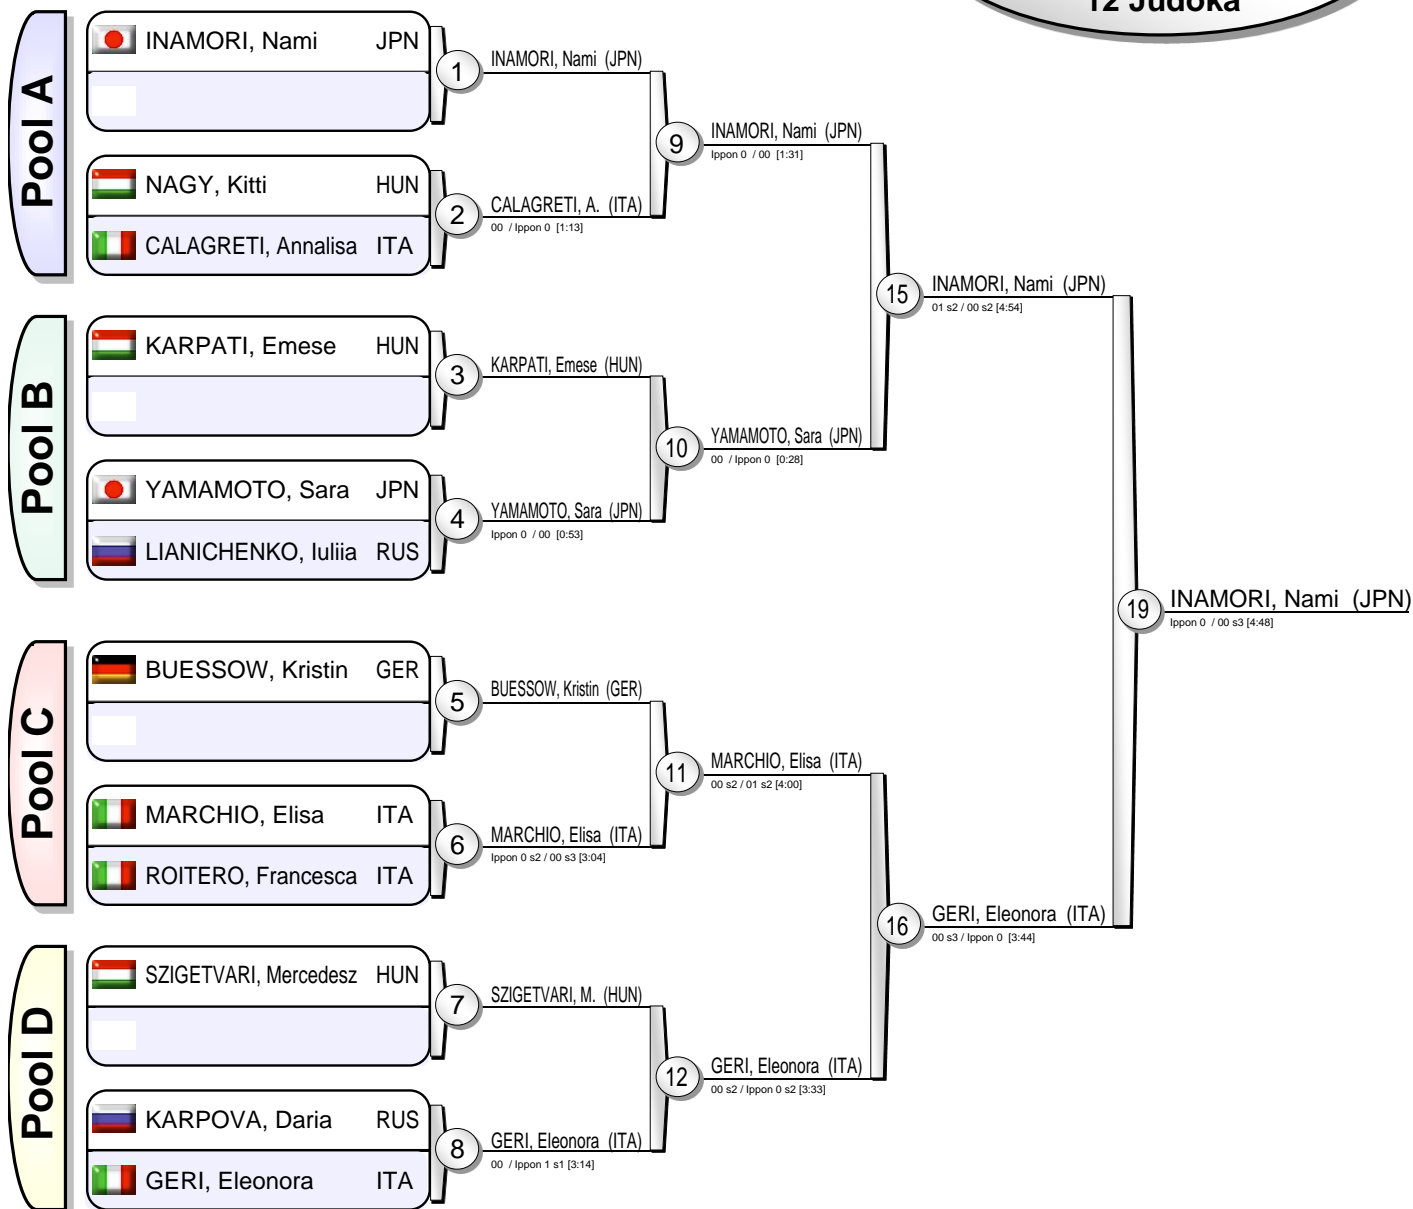 12 Judoka
Pool A
INAMORI, Nami JPN
1
INAMORI, Nami (JPN)
NAGY, Kitti HUN
CALAGRETI, Annalisa ITA
2
CALAGRETI, A. (ITA)
00 / Ippon 0 [1:13]
9
INAMORI, Nami (JPN)
Ippon 0 / 00 [1:31]
Pool B
KARPATI, Emese HUN
3
KARPATI, Emese (HUN)
YAMAMOTO, Sara JPN
LIANICHENKO, Iuliia RUS
4
YAMAMOTO, Sara (JPN)
Ippon 0 / 00 [0:53]
10
YAMAMOTO, Sara (JPN)
00 / Ippon 0 [0:28]
15
INAMORI, Nami (JPN)
01 s2 / 00 s2 [4:54]
Pool C
BUESSOW, Kristin GER
5
BUESSOW, Kristin (GER)
MARCHIO, Elisa ITA
ROITERO, Francesca ITA
6
MARCHIO, Elisa (ITA)
Ippon 0 s2 / 00 s3 [3:04]
11
MARCHIO, Elisa (ITA)
00 s2 / 01 s2 [4:00]
Pool D
SZIGETVARI, Mercedesz HUN
7
SZIGETVARI, M. (HUN)
KARPOVA, Daria RUS
GERI, Eleonora ITA
8
GERI, Eleonora (ITA)
00 / Ippon 1 s1 [3:14]
12
GERI, Eleonora (ITA)
00 s2 / Ippon 0 s2 [3:33]
16
GERI, Eleonora (ITA)
00 s3 / Ippon 0 [3:44]
19
INAMORI, Nami (JPN)
Ippon 0 / 00 s3 [4:48]